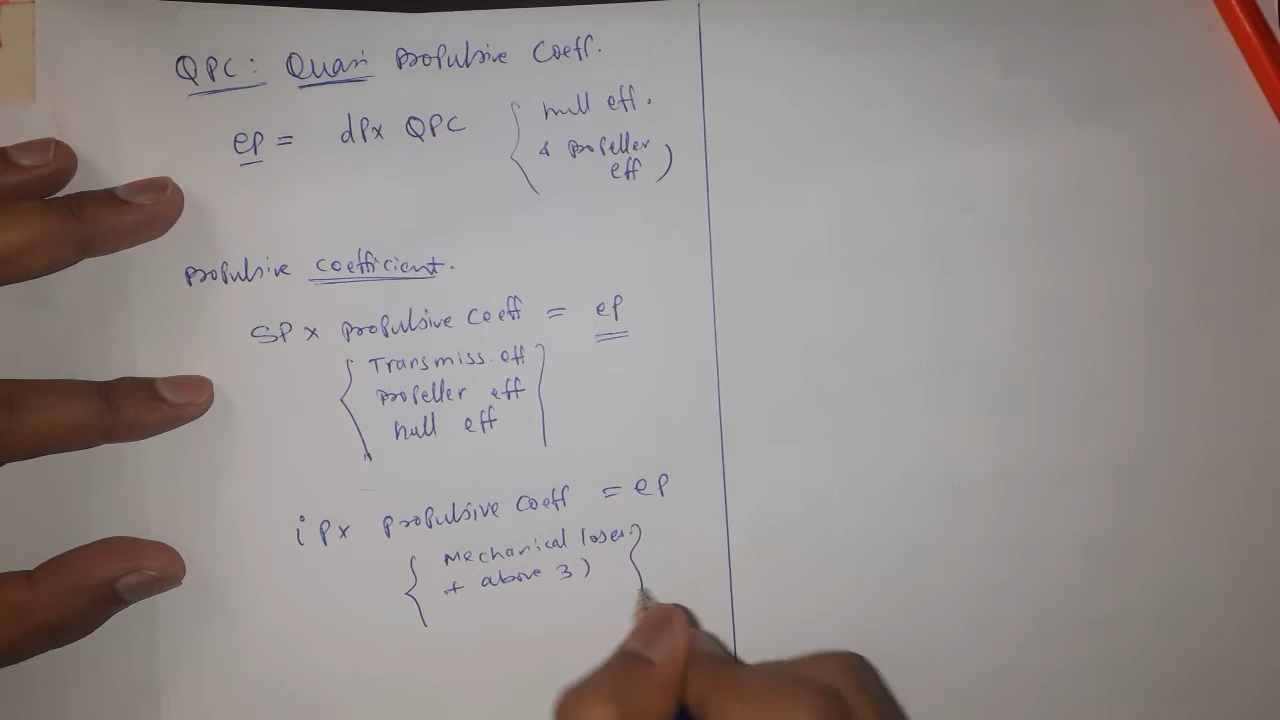 QPC: Quasi Propulsive Coeff.
ep = dp x QPC { hull eff.
& propeller
eff )
propulsive coefficient.
SP x propulsive coeff = ep
{ Transmiss. eff }
propeller eff
hull eff
ip x propulsive coeff = ep
{ Mechanical loses }
+ above 3 )